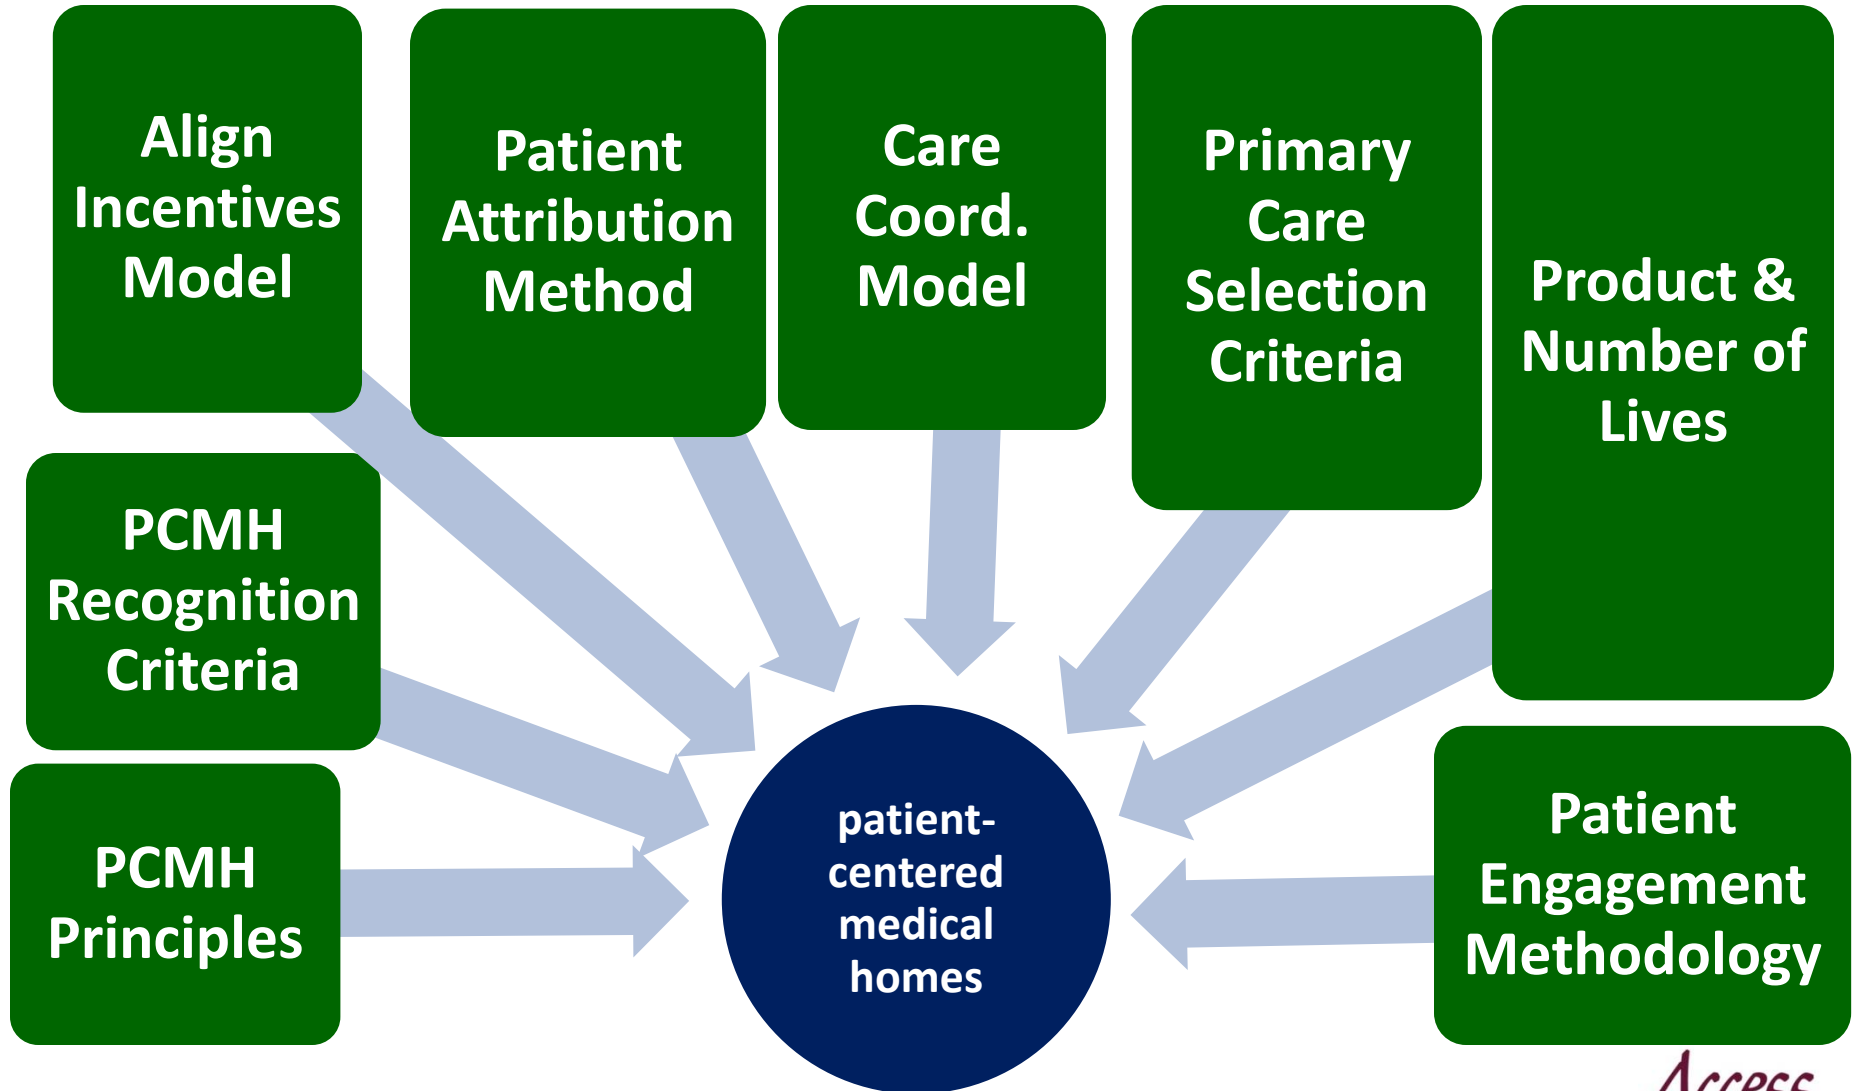 Align
Incentives
Model
Patient
Attribution
Method
Care
Coord.
Model
Primary
Care
Selection
Criteria
Product &
Number of
Lives
PCMH
Recognition
Criteria
PCMH
Principles
patient-
centered
medical
homes
Patient
Engagement
Methodology
Access